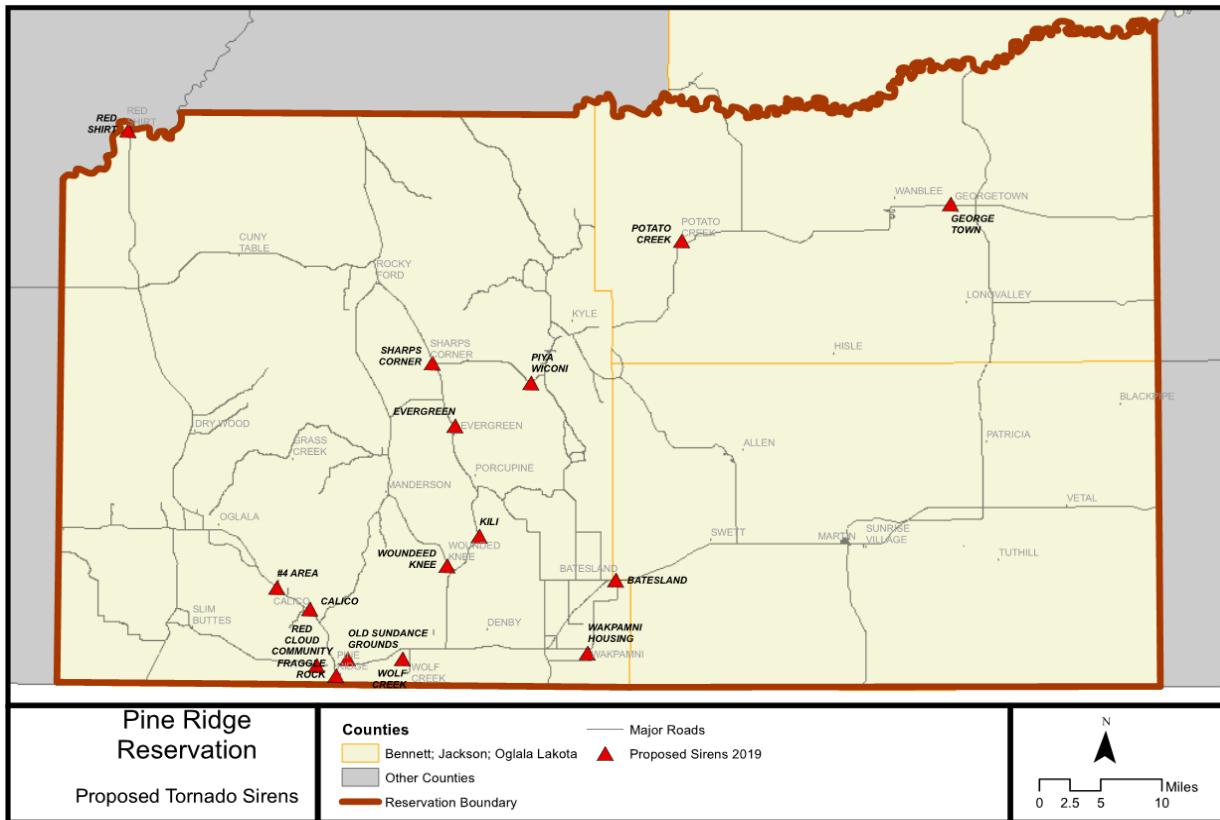 RED
SHIRT
RED
SHIRT
WANBLEE
GEORGETOWN
GEORGE
TOWN
POTATO
CREEK
POTATO
CREEK
CUNY
TABLE
ROCKY
FORD
LONGVALLEY
KYLE
SHARPS
CORNER
SHARPS
CORNER
HISLE
PIYA
WICONI
BLACKPIPE
EVERGREEN
EVERGREEN
DRY WOOD
GRASS
CREEK
ALLEN
PATRICIA
PORCUPINE
MANDERSON
VETAL
OGLALA
KILI
SWETT
MARTIN
SUNRISE
VILLAGE
WOUNDEED
KNEE
WOUNDED
KNEE
TUTHILL
BATESLAND
BATESLAND
#4 AREA
CALICO
CALICO
SLIM
BUTTES
RED
CLOUD
COMMUNITY
FRAGGLE
ROCK
OLD SUNDANCE
GROUNDS
PINE
RIDGE
DENBY
WAKPAMNI
HOUSING
WAKPAMNI
WOLF
CREEK
WOLF
CREEK
Pine Ridge
Reservation
Proposed Tornado Sirens
Counties
Bennett; Jackson; Oglala Lakota
Other Counties
Reservation Boundary
Major Roads
Proposed Sirens 2019
N
Miles
0 2.5 5 10